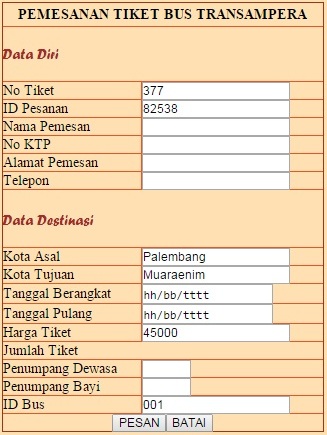 PEMESANAN TIKET BUS TRANSAMPERA
Data Diri
No Tiket 377
ID Pesanan 82538
Nama Pemesan
No KTP
Alamat Pemesan
Telepon
Data Destinasi
Kota Asal Palembang
Kota Tujuan Muaraenim
Tanggal Berangkat hh/bb/tttt
Tanggal Pulang hh/bb/tttt
Harga Tiket 45000
Jumlah Tiket
Penumpang Dewasa
Penumpang Bayi
ID Bus 001
PESAN BATAI